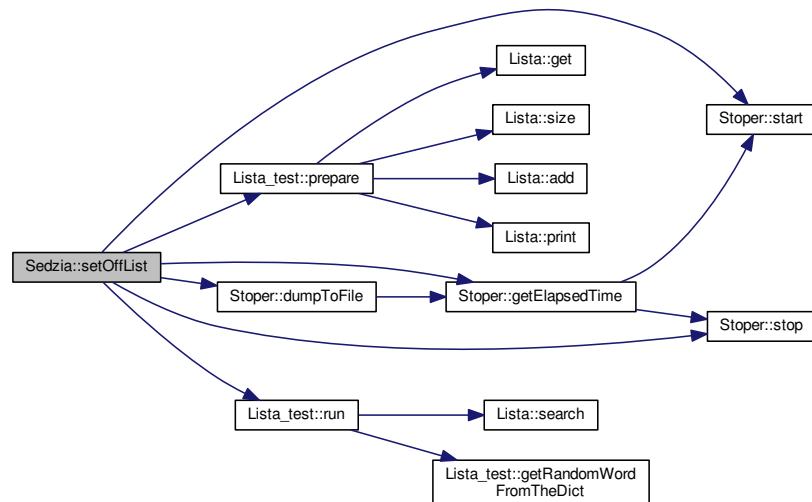 Lista::get
Lista::size
Stoper::start
Lista_test::prepare
Lista::add
Lista::print
Sedzia::setOffList
Stoper::dumpToFile
Stoper::getElapsedTime
Stoper::stop
Lista_test::run
Lista::search
Lista_test::getRandomWord
FromTheDict